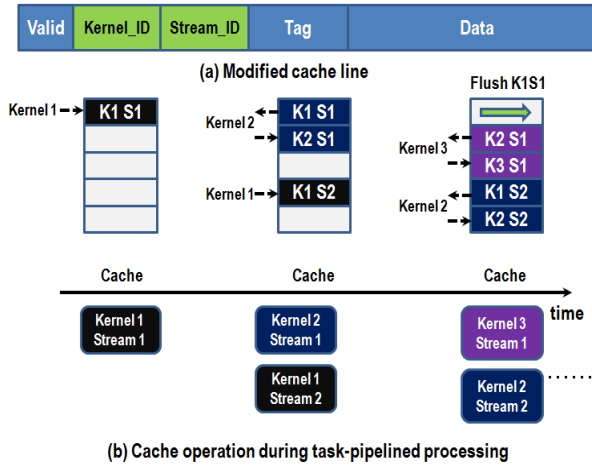 Valid Kernel_ID Stream_ID Tag Data
(a) Modified cache line
Flush K1S1
Kernel 1
K1 S1
Kernel 2
K1 S1
K2 S1
Kernel 1
K1 S2
Kernel 3
K2 S1
K3 S1
Kernel 2
K1 S2
K2 S2
Cache Cache Cache
time
Kernel 1
Stream 1
Kernel 2
Stream 1
Kernel 3
Stream 1
Kernel 1
Stream 2
Kernel 2
Stream 2
......
(b) Cache operation during task-pipelined processing